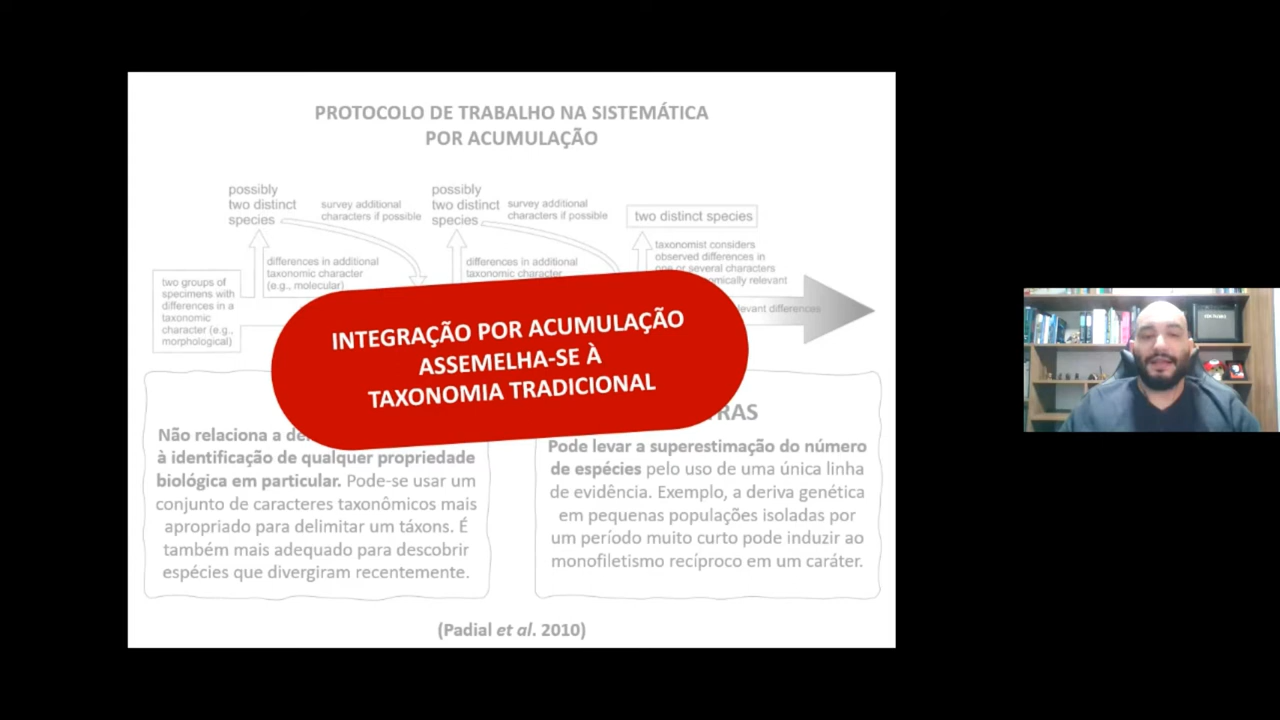 PROTOCOLO DE TRABALHO NA SISTEMÁTICA
POR ACUMULAÇÃO
possibly
two distinct
species
survey additional
characters if possible
possibly
two distinct
species
survey additional
characters if possible
two distinct species
differences in additional
taxonomic character
(e.g., molecular)
differences in additional
taxonomic character
taxonomist considers
observed differences in
one or several characters
relevant
two groups of
specimens with
differences in a
taxonomic
character (e.g.,
morphological)
differences
INTEGRAÇÃO POR ACUMULAÇÃO
ASSEMELHA-SE À
TAXONOMIA TRADICIONAL
Não relaciona a
à identificação de qualquer propriedade
biológica em particular. Pode-se usar um
conjunto de caracteres taxonômicos mais
apropriado para delimitar um táxons. É
também mais adequado para descobrir
espécies que divergiram recentemente.
Pode levar a superestimação do número
de espécies pelo uso de uma única linha
de evidência. Exemplo, a deriva genética
em pequenas populações isoladas por
um período muito curto pode induzir ao
monofiletismo recíproco em um caráter.
(Padial et al. 2010)